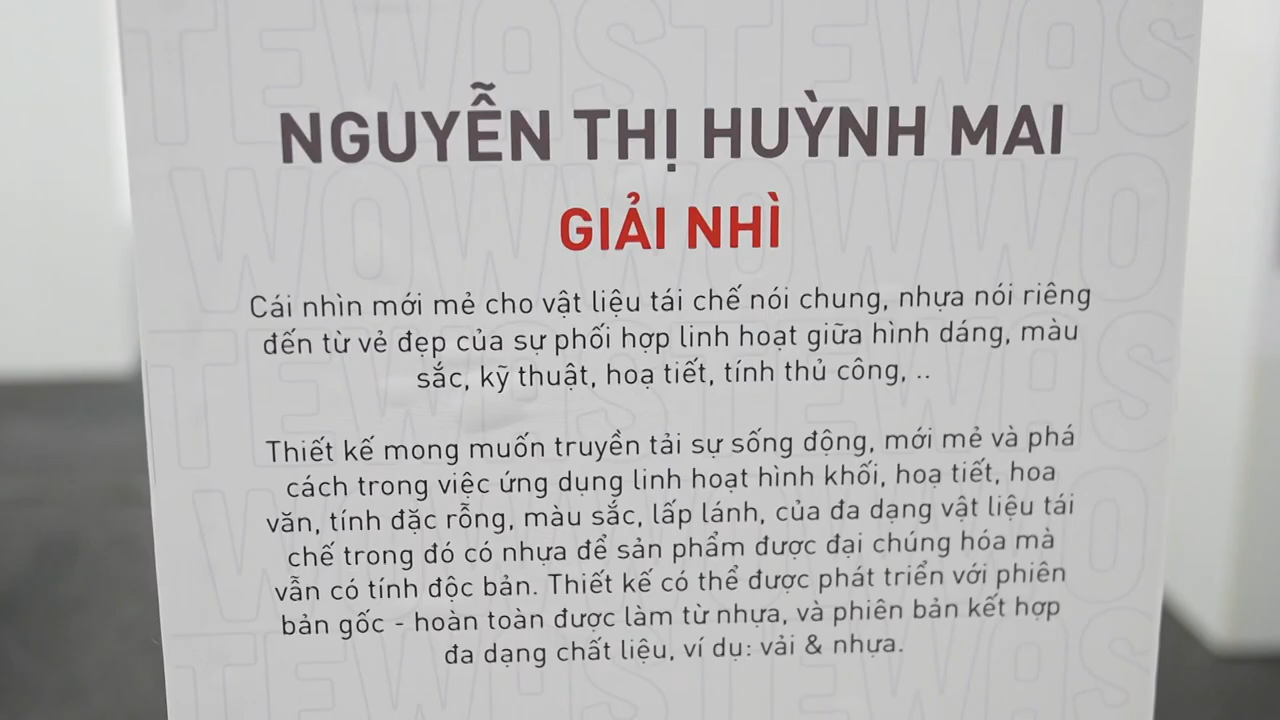 NGUYỄN THỊ HUỲNH MAI
GIẢI NHÌ
Cái nhìn mới mẻ cho vật liệu tái chế nói chung, nhựa nói riêng
đến từ vẻ đẹp của sự phối hợp linh hoạt giữa hình dáng, màu
sắc, kỹ thuật, hoạ tiết, tính thủ công, ..
Thiết kế mong muốn truyền tải sự sống động, mới mẻ và phá
cách trong việc ứng dụng linh hoạt hình khối, hoạ tiết, hoa
văn, tính đặc rỗng, màu sắc, lấp lánh, của đa dạng vật liệu tái
chế trong đó có nhựa để sản phẩm được đại chúng hóa mà
vẫn có tính độc bản. Thiết kế có thể được phát triển với phiên
bản gốc - hoàn toàn được làm từ nhựa, và phiên bản kết hợp
đa dạng chất liệu, ví dụ: vải & nhựa.